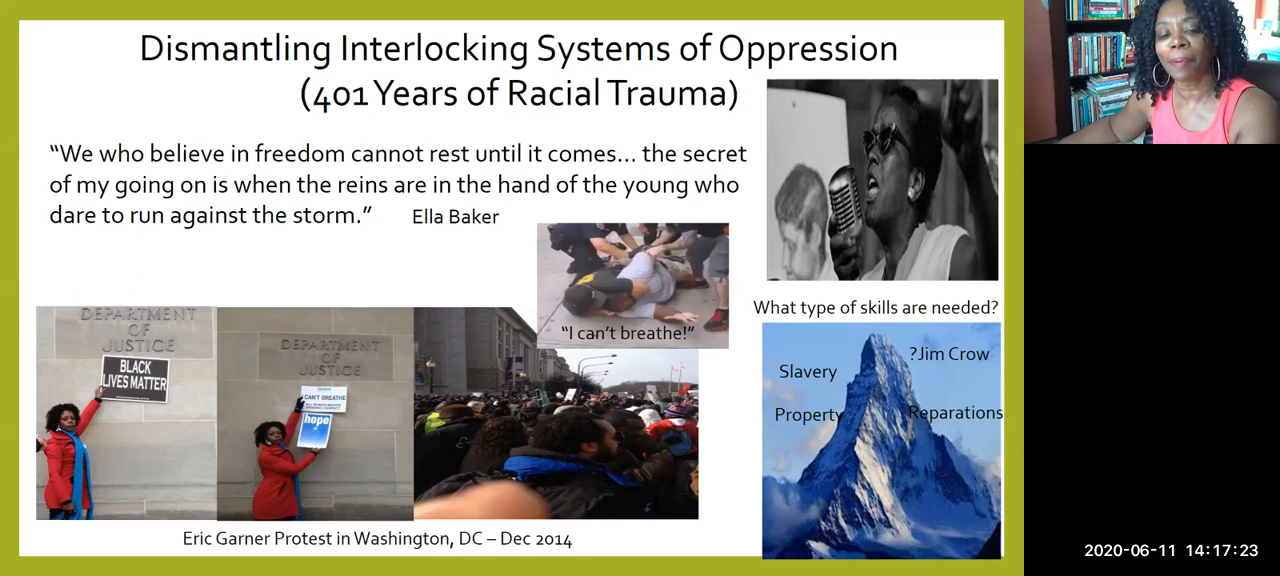 Dismantling Interlocking Systems of Oppression
(401 Years of Racial Trauma)
“We who believe in freedom cannot rest until it comes... the secret
of my going on is when the reins are in the hand of the young who
dare to run against the storm.” Ella Baker
“I can’t breathe!”
What type of skills are needed?
DEPARTMENT
OF
JUSTICE
BLACK
LIVES MATTER
DEPARTMENT
OF
JUSTICE
CAN'T BREATHE
hope
?Jim Crow
Slavery
Property
Reparations
Eric Garner Protest in Washington, DC – Dec 2014
2020-06-11 14:17:23